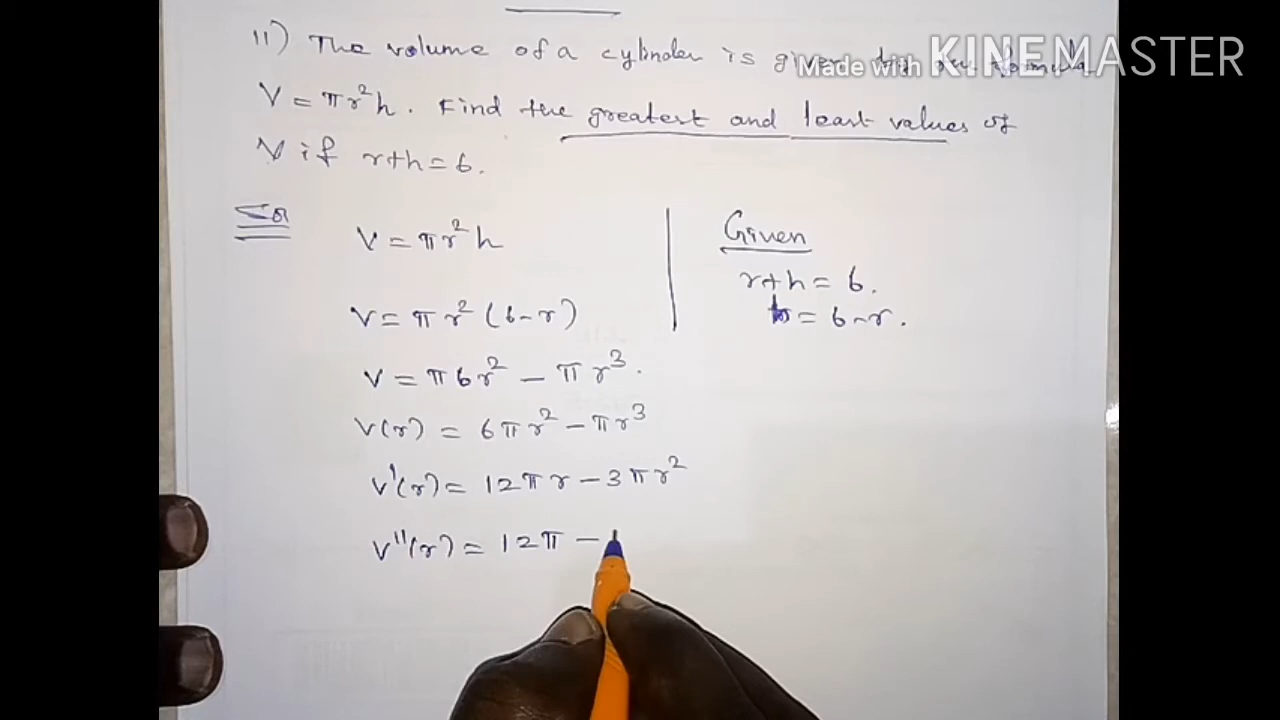 11) The volume of a cylinder is given
Made with KINEMASTER
V = πr²h. Find the greatest and least values of
V if r+h = 6.
Sol
V = πr²h
Given
r+h = 6.
V = πr²(6-r)
h = 6-r.
V = π6r² - πr³.
V(r) = 6πr² - πr³
V'(r) = 12πr - 3πr²
V''(r) = 12π -